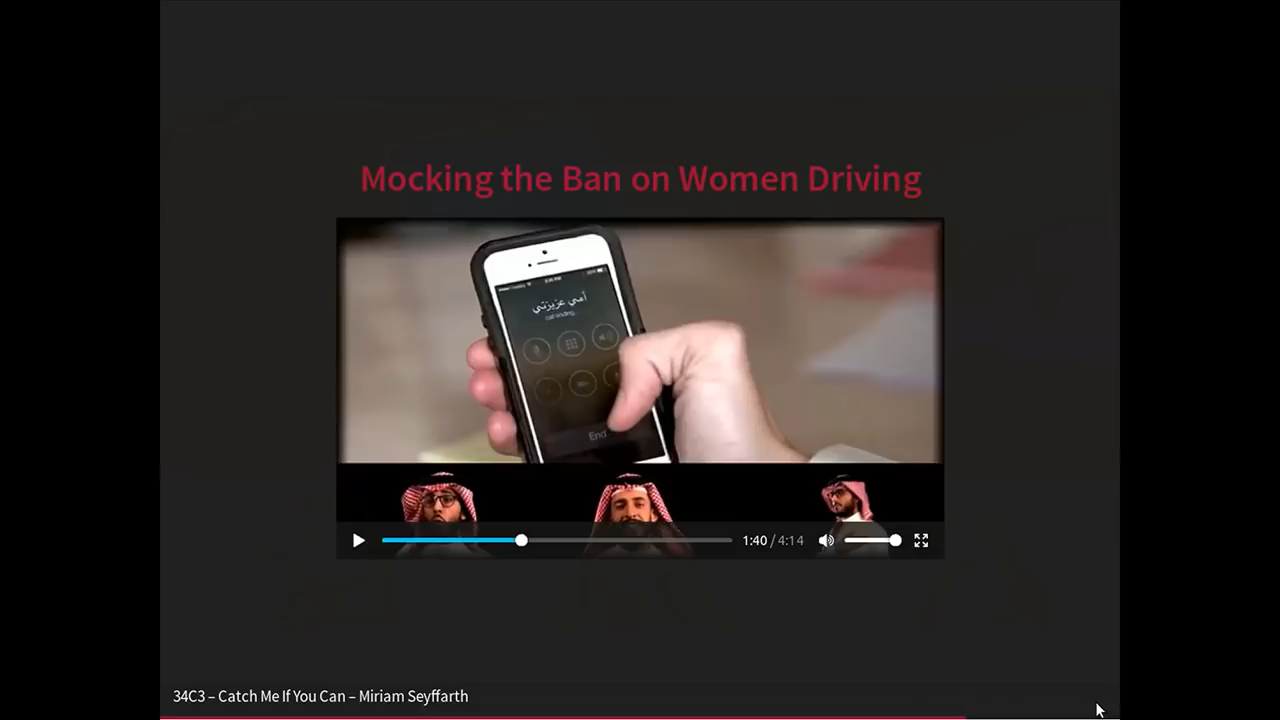 Mocking the Ban on Women Driving
أمي عزيزتي
call ending
End
1:40 / 4:14
34C3 – Catch Me If You Can – Miriam Seyffarth